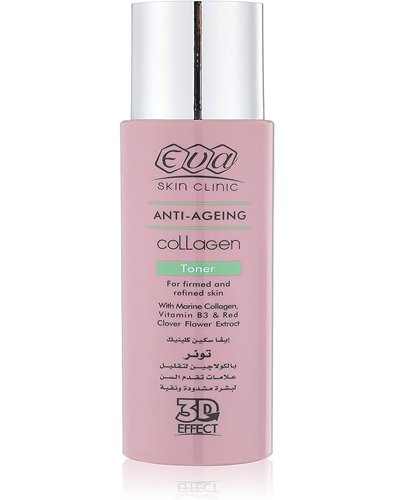 Eva
SKIN CLINIC
ANTI-AGEING
coLLagen
Toner
For firmed and
refined skin
With Marine Collagen,
Vitamin B3 & Red
Clover Flower Extract
إيڤا سكين كلينيك
تونر
بالكولاجين لتقليل
علامات تقدم السن
لبشرة مشدودة ونقية
3D
EFFECT